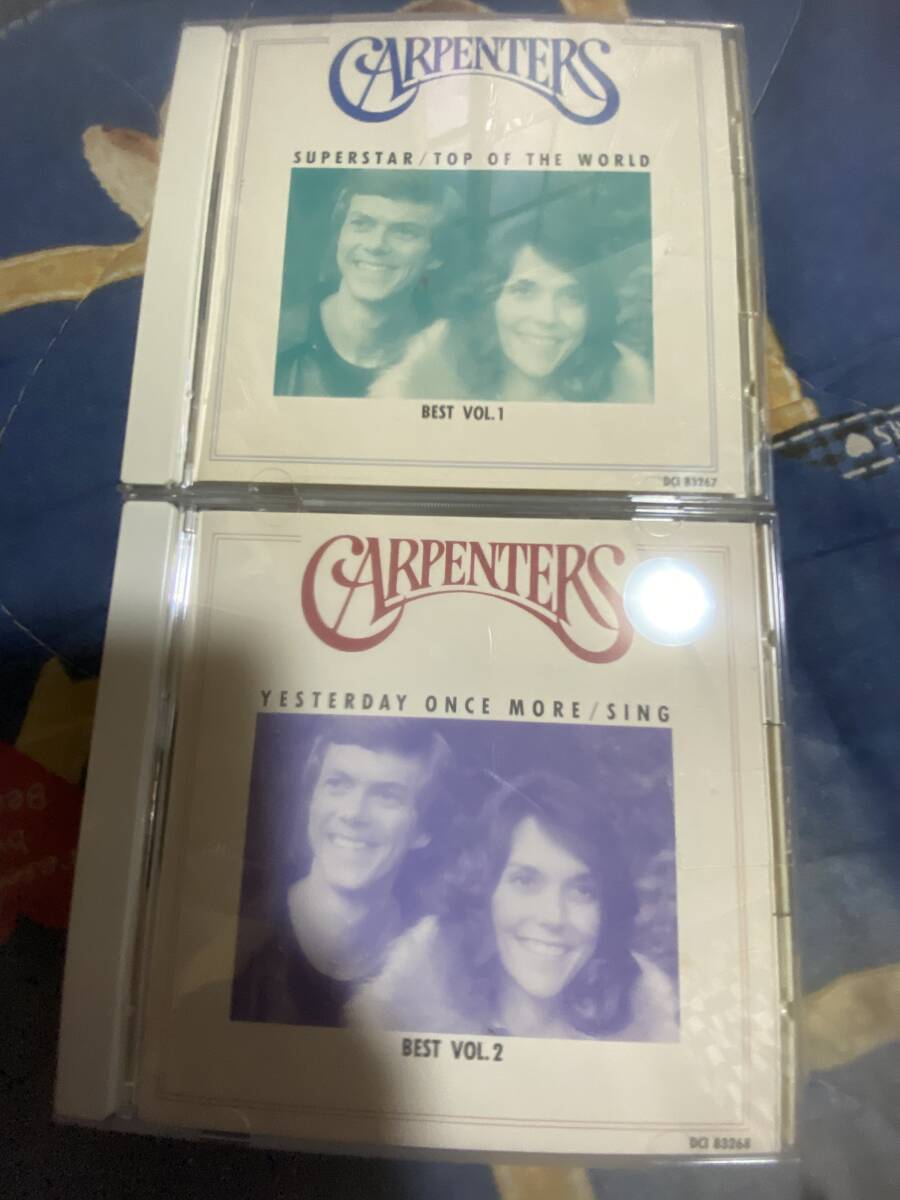 CARPENTERS
SUPERSTAR/TOP OF THE WORLD
BEST VOL.1
DCI 83267
CARPENTERS
YESTERDAY ONCE MORE/SING
BEST VOL.2
DCI 83268